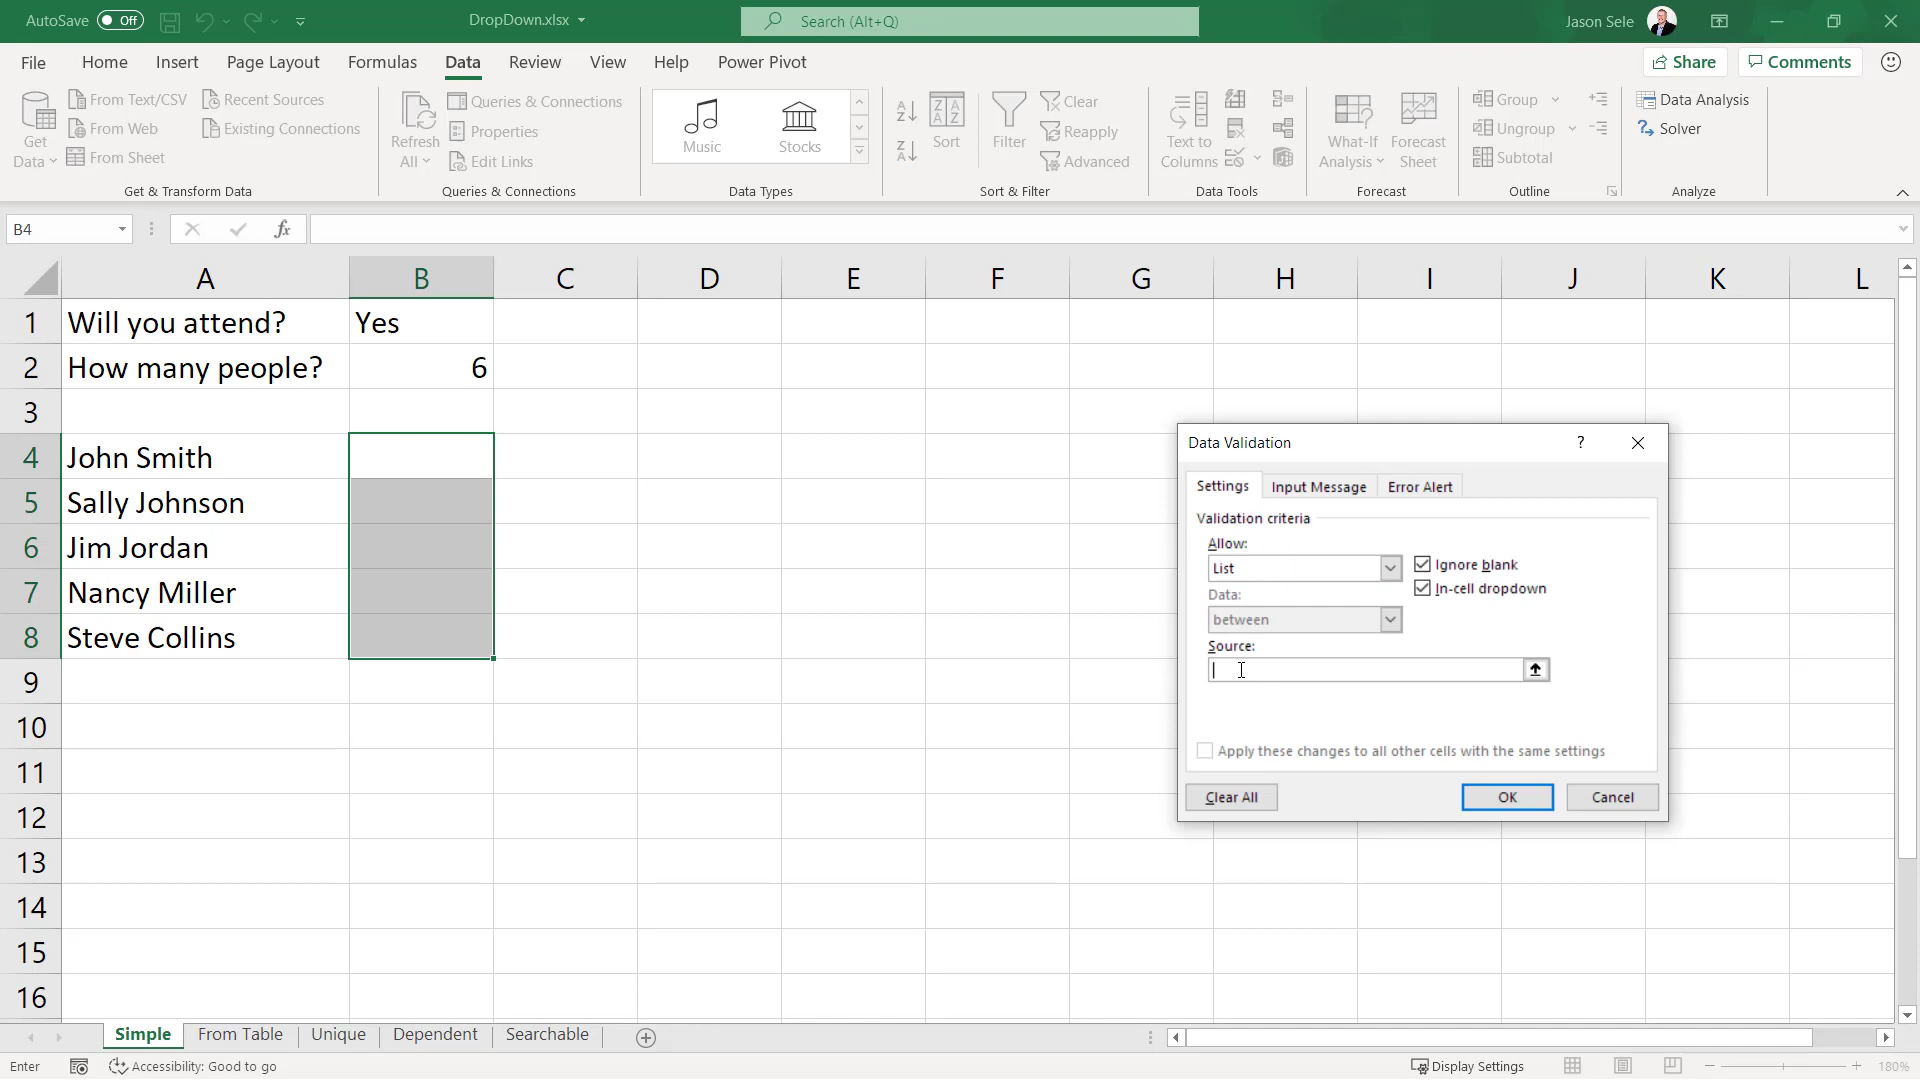 AutoSave Off DropDown.xlsx Search (Alt+Q) Jason Sele
File Home Insert Page Layout Formulas Data Review View Help Power Pivot Share Comments
Get Data
From Text/CSV
From Web
From Sheet
Recent Sources
Existing Connections
Get & Transform Data
Refresh All
Queries & Connections
Properties
Edit Links
Queries & Connections
Music
Stocks
Data Types
Sort
Filter
Clear
Reapply
Advanced
Sort & Filter
Text to Columns
Data Tools
What-If Analysis
Forecast Sheet
Forecast
Group
Ungroup
Subtotal
Outline
Data Analysis
Solver
Analyze
B4 fx
A B C D E F G H I J K L
1 Will you attend? Yes
2 How many people? 6
3
4 John Smith
5 Sally Johnson
6 Jim Jordan
7 Nancy Miller
8 Steve Collins
9
10
11
12
13
14
15
16
Data Validation ?
Settings Input Message Error Alert
Validation criteria
Allow:
List
Ignore blank
In-cell dropdown
Data:
between
Source:
Apply these changes to all other cells with the same settings
Clear All OK Cancel
Simple From Table Unique Dependent Searchable
Enter Accessibility: Good to go Display Settings 180%